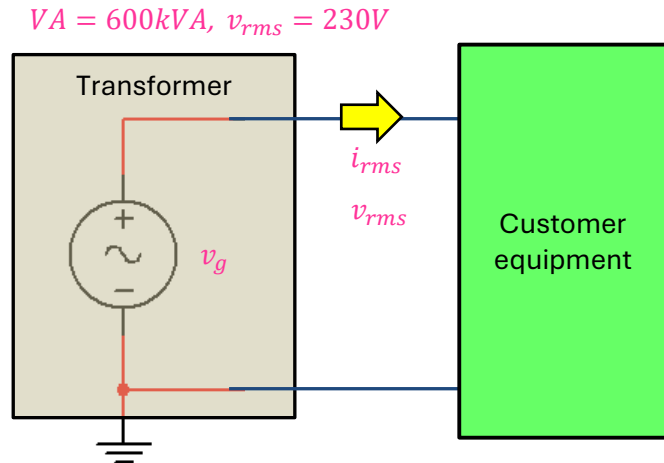 VA = 600kVA, v_rms = 230V
Transformer
+
−
v_g
i_rms
v_rms
Customer
equipment